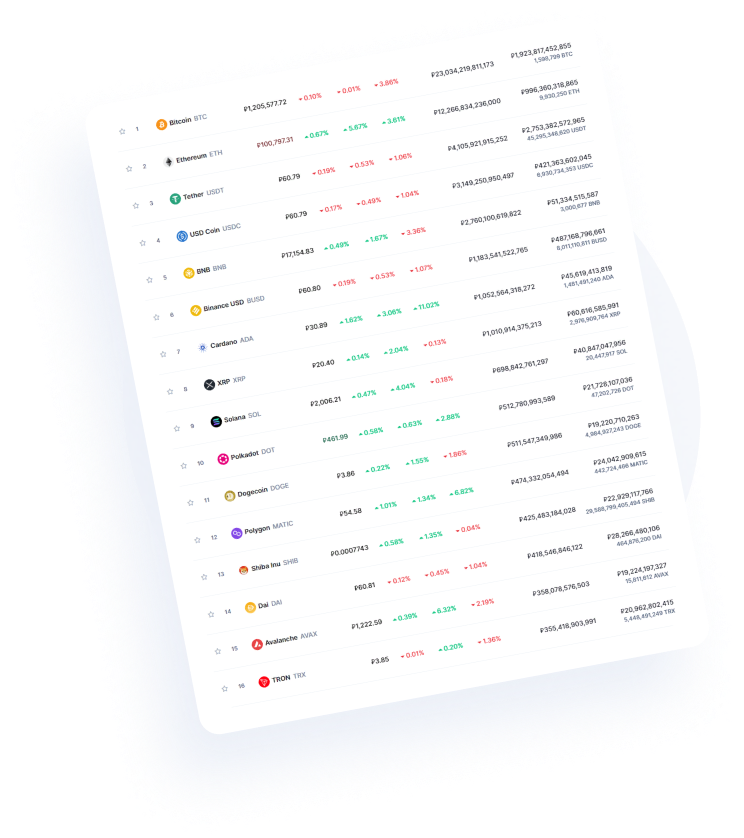 1 Bitcoin BTC ₽1,205,577.72 0.10% 0.01% 3.86% ₽23,034,219,811,173 ₽1,923,817,452,855
1,598,799 BTC
2 Ethereum ETH ₽100,797.31 0.67% 5.67% 3.61% ₽12,266,834,236,000 ₽996,360,318,865
9,930,250 ETH
3 Tether USDT ₽60.79 0.19% 0.53% 1.06% ₽4,105,921,915,252 ₽2,753,382,572,965
45,295,348,620 USDT
4 USD Coin USDC ₽60.79 0.17% 0.49% 1.04% ₽3,149,250,950,497 ₽421,363,602,045
6,930,734,353 USDC
5 BNB BNB ₽17,154.83 0.49% 1.67% 3.36% ₽2,760,100,619,822 ₽51,334,515,587
3,000,877 BNB
6 Binance USD BUSD ₽60.80 0.19% 0.53% 1.07% ₽1,183,541,522,765 ₽487,168,796,661
8,011,110,811 BUSD
7 Cardano ADA ₽30.89 1.62% 3.06% 11.02% ₽1,052,564,318,272 ₽45,619,413,819
1,481,491,240 ADA
8 XRP XRP ₽20.40 0.14% 2.04% 0.13% ₽1,010,914,375,213 ₽60,616,585,991
2,976,909,764 XRP
9 Solana SOL ₽2,006.21 0.47% 4.04% 0.18% ₽698,842,761,297 ₽40,847,047,956
20,447,917 SOL
10 Polkadot DOT ₽461.99 0.58% 0.63% 2.88% ₽512,780,993,589 ₽21,728,107,036
47,202,728 DOT
11 Dogecoin DOGE ₽3.86 0.22% 1.55% 1.86% ₽511,547,349,986 ₽19,220,710,263
4,984,927,243 DOGE
12 Polygon MATIC ₽54.58 1.01% 1.34% 6.82% ₽474,332,054,494 ₽24,042,909,615
442,724,486 MATIC
13 Shiba Inu SHIB ₽0.0007743 0.58% 1.35% 0.04% ₽425,483,184,028 ₽22,929,117,766
29,588,799,405,494 SHIB
14 Dai DAI ₽60.81 0.12% 0.45% 1.04% ₽418,546,846,122 ₽28,266,480,106
464,876,200 DAI
15 Avalanche AVAX ₽1,222.59 0.39% 6.32% 2.19% ₽358,078,576,503 ₽19,224,197,327
15,811,612 AVAX
16 TRON TRX ₽3.85 0.01% 0.20% 1.36% ₽355,418,903,991 ₽20,962,802,415
5,448,491,249 TRX